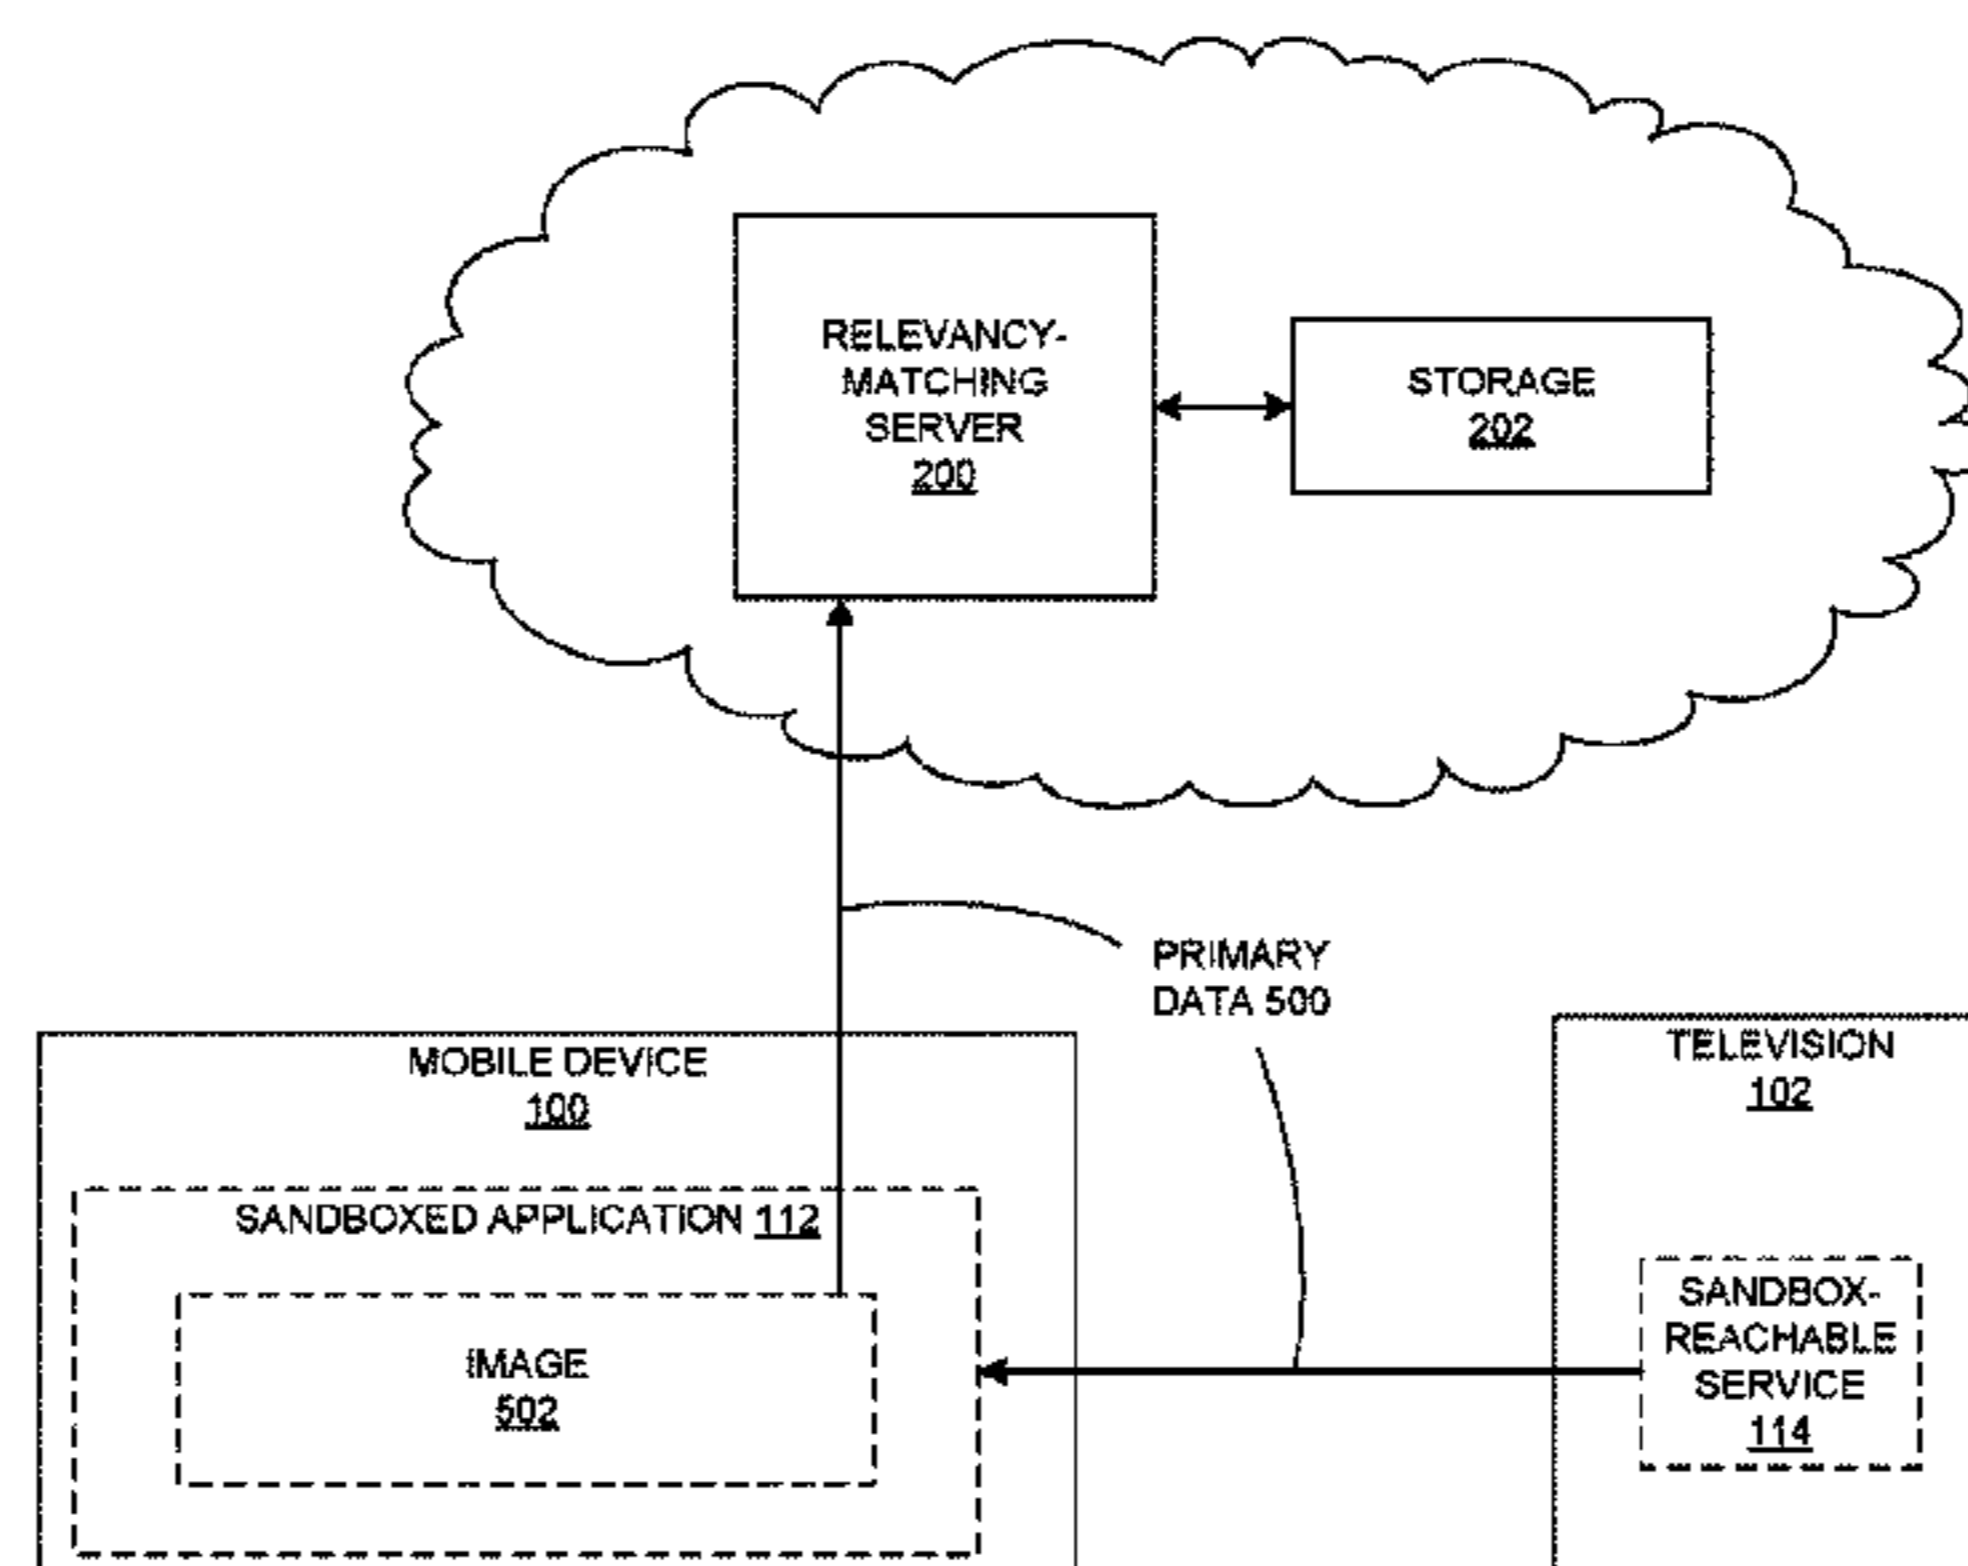 RELEVANCY-
MATCHING
SERVER
200
STORAGE
202
PRIMARY
DATA 500
MOBILE DEVICE
100
TELEVISION
102
SANDBOXED APPLICATION 112
IMAGE
502
SANDBOX-
REACHABLE
SERVICE
114